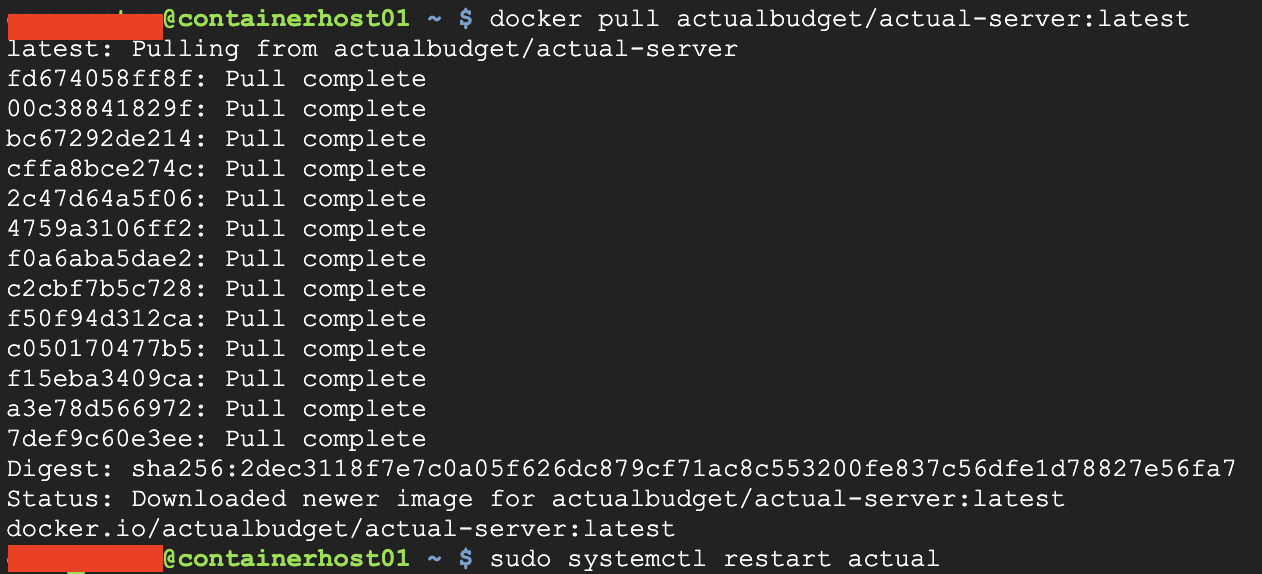 @containerhost01 ~ $ docker pull actualbudget/actual-server:latest
latest: Pulling from actualbudget/actual-server
fd674058ff8f: Pull complete
00c38841829f: Pull complete
bc67292de214: Pull complete
cffa8bce274c: Pull complete
2c47d64a5f06: Pull complete
4759a3106ff2: Pull complete
f0a6aba5dae2: Pull complete
c2cbf7b5c728: Pull complete
f50f94d312ca: Pull complete
c050170477b5: Pull complete
f15eba3409ca: Pull complete
a3e78d566972: Pull complete
7def9c60e3ee: Pull complete
Digest: sha256:2dec3118f7e7c0a05f626dc879cf71ac8c553200fe837c56dfe1d78827e56fa7
Status: Downloaded newer image for actualbudget/actual-server:latest
docker.io/actualbudget/actual-server:latest
@containerhost01 ~ $ sudo systemctl restart actual